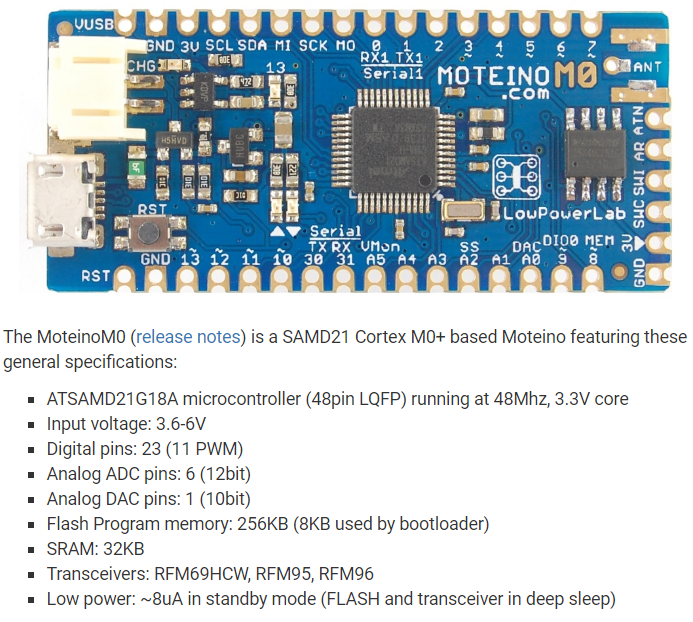 VUSB
GND 3V SCL SDA MI SCK MO 0 1 2 3 4 5 6 7
RX1 TX1
Serial1
CHG
13
MOTEINO M0
.com
ANT
ATN
AR
SWI
SWC
3V
GND
LowPowerLab
RST
Serial
TX RX VMon SS DAC DIO0 MEM
GND 13 12 11 10 30 31 A5 A4 A3 A2 A1 A0 9 8
RST
The MoteinoM0 (release notes) is a SAMD21 Cortex M0+ based Moteino featuring these
general specifications:
ATSAMD21G18A microcontroller (48pin LQFP) running at 48Mhz, 3.3V core
Input voltage: 3.6-6V
Digital pins: 23 (11 PWM)
Analog ADC pins: 6 (12bit)
Analog DAC pins: 1 (10bit)
Flash Program memory: 256KB (8KB used by bootloader)
SRAM: 32KB
Transceivers: RFM69HCW, RFM95, RFM96
Low power: ~8uA in standby mode (FLASH and transceiver in deep sleep)